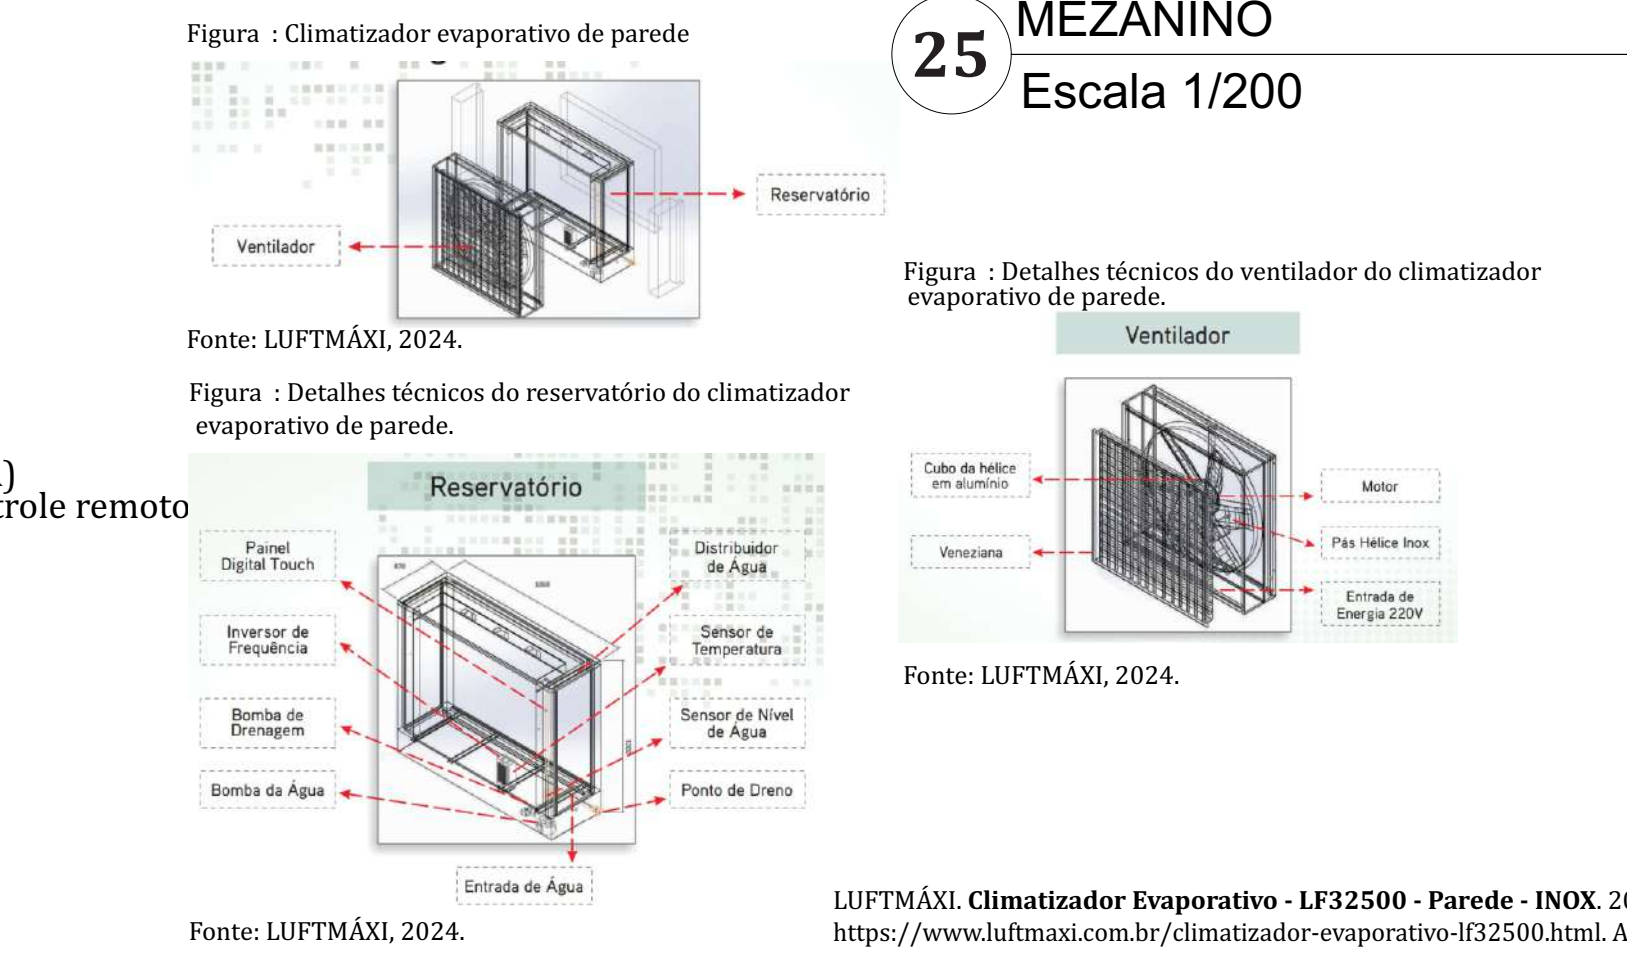 Figura : Climatizador evaporativo de parede
Reservatório
Ventilador
Fonte: LUFTMÁXI, 2024.
Figura : Detalhes técnicos do reservatório do climatizador
evaporativo de parede.
)
trole remoto
Reservatório
Painel
Digital Touch
Distribuidor
de Água
Inversor de
Frequência
Sensor de
Temperatura
Bomba de
Drenagem
Sensor de Nível
de Água
Bomba da Água
Ponto de Dreno
Entrada de Água
Fonte: LUFTMÁXI, 2024.
25
MEZANINO
Escala 1/200
Figura : Detalhes técnicos do ventilador do climatizador
evaporativo de parede.
Ventilador
Cubo da hélice
em alumínio
Motor
Veneziana
Pás Hélice Inox
Entrada de
Energia 220V
Fonte: LUFTMÁXI, 2024.
LUFTMÁXI. Climatizador Evaporativo - LF32500 - Parede - INOX. 20
https://www.luftmaxi.com.br/climatizador-evaporativo-lf32500.html. A